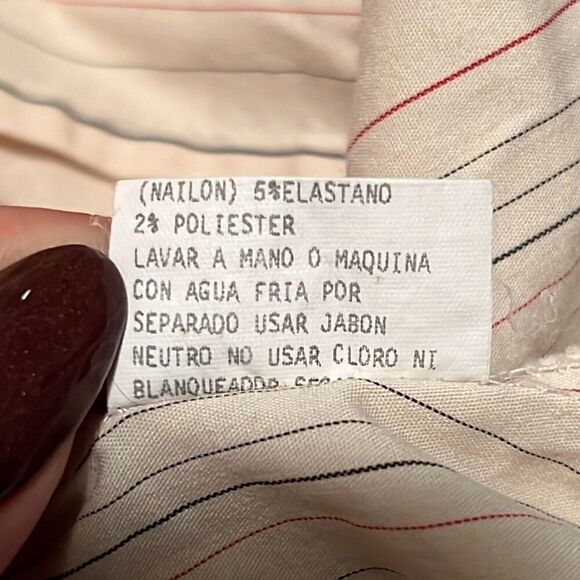 (NAILON) 5%ELASTANO
2% POLIESTER
LAVAR A MANO O MAQUINA
CON AGUA FRIA POR
SEPARADO USAR JABON
NEUTRO NO USAR CLORO NI
BLANQUEADOR